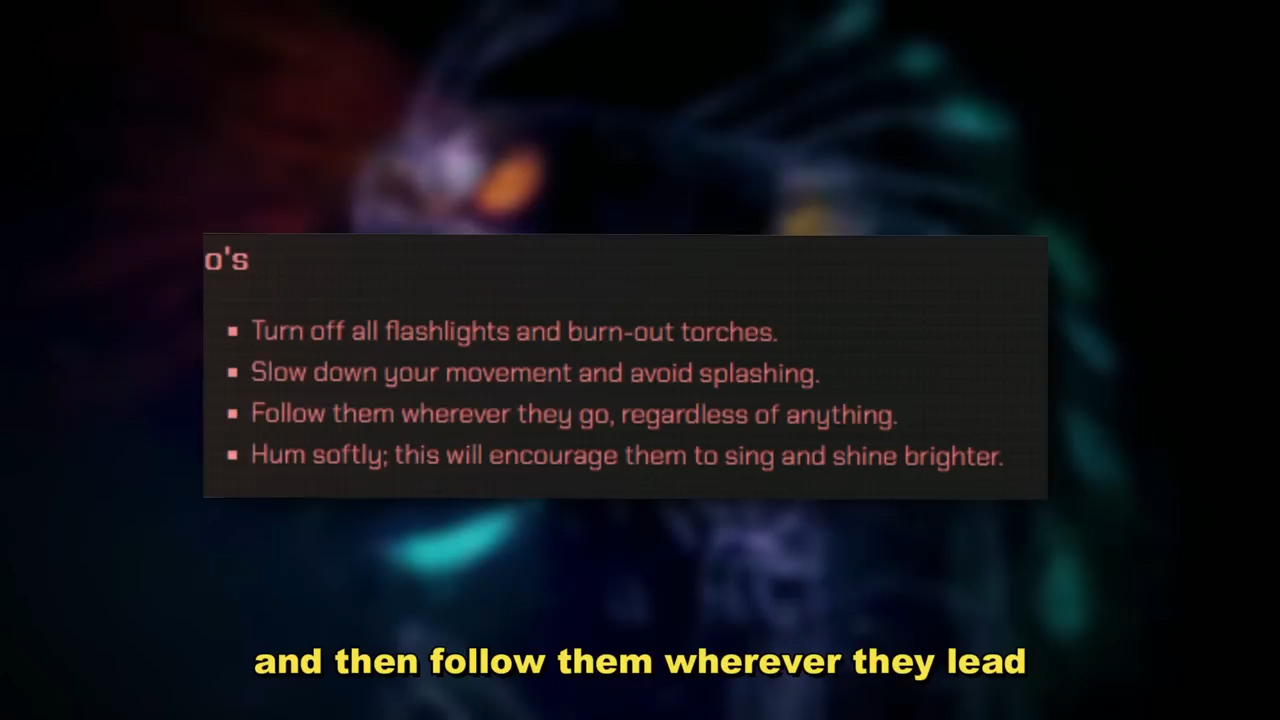 o's
▪ Turn off all flashlights and burn-out torches.
▪ Slow down your movement and avoid splashing.
▪ Follow them wherever they go, regardless of anything.
▪ Hum softly; this will encourage them to sing and shine brighter.
and then follow them wherever they lead